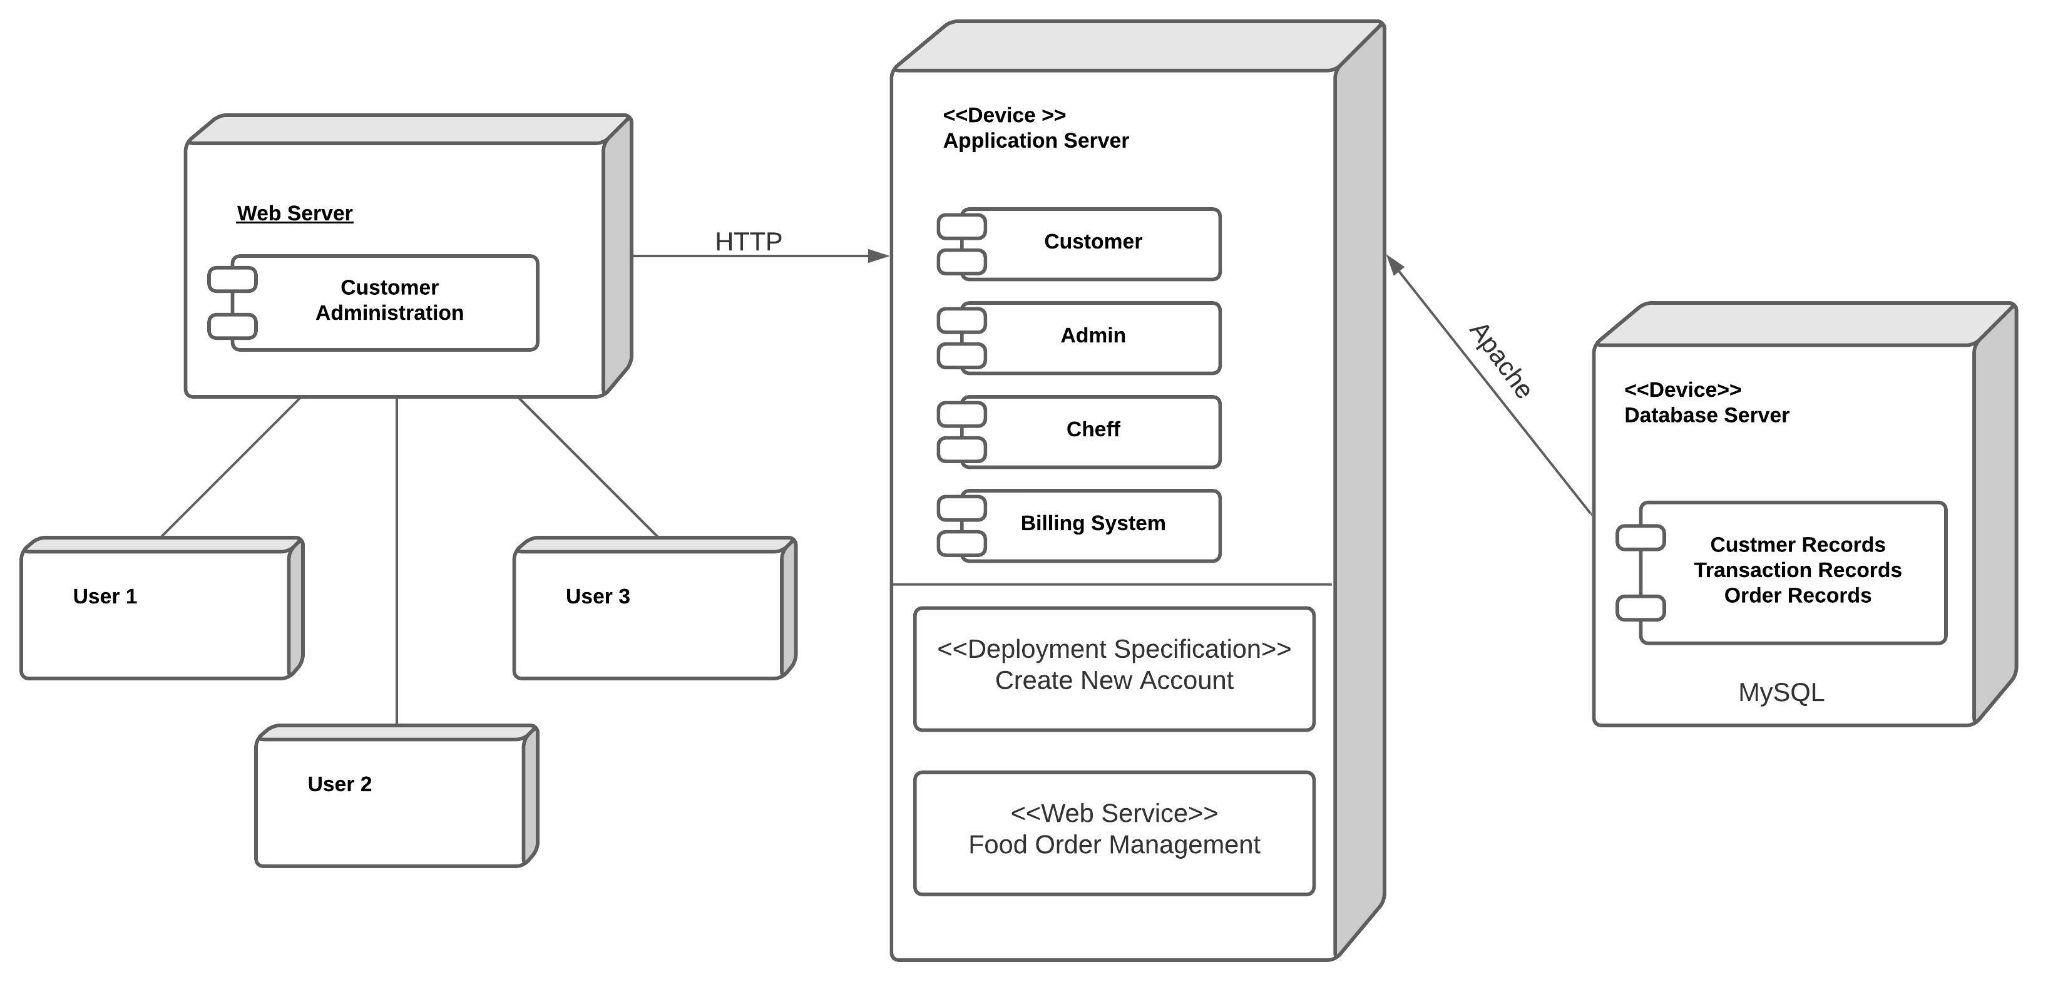 Web Server
Customer
Administration
User 1
User 2
User 3
HTTP
<<Device >>
Application Server
Customer
Admin
Cheff
Billing System
<<Deployment Specification>>
Create New Account
<<Web Service>>
Food Order Management
Apache
<<Device>>
Database Server
Custmer Records
Transaction Records
Order Records
MySQL